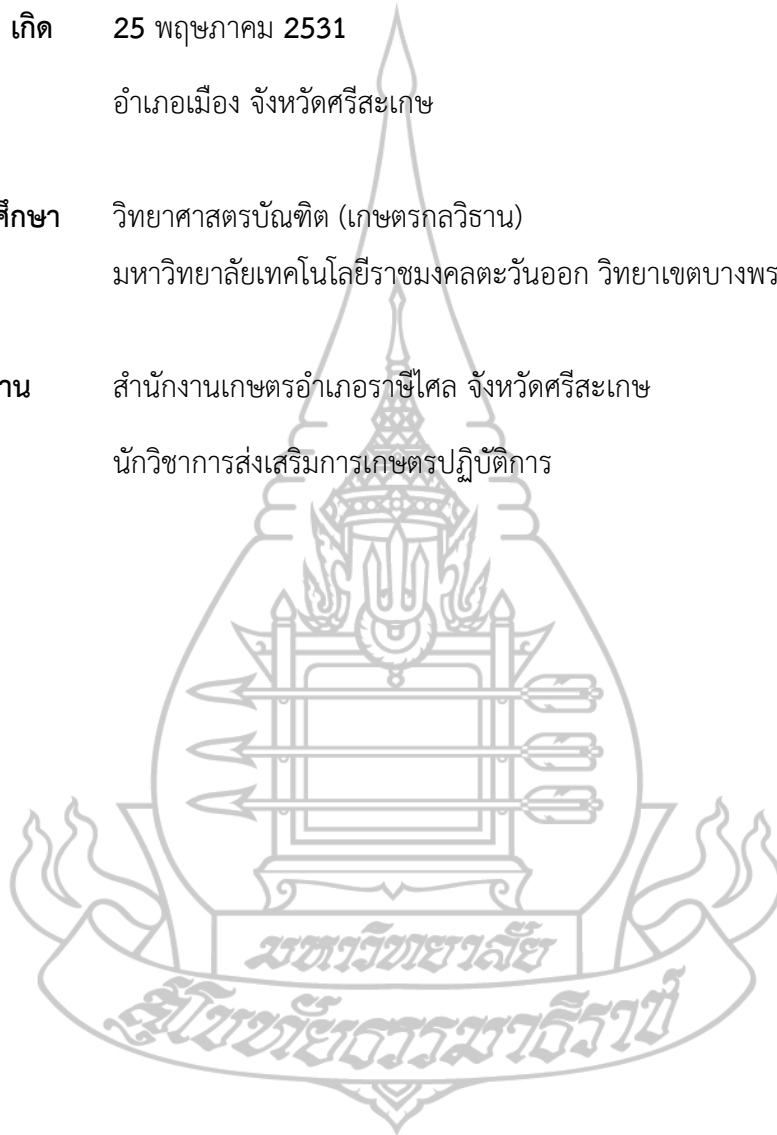 เกิด 25 พฤษภาคม 2531
อำเภอเมือง จังหวัดศรีสะเกษ
ศึกษา วิทยาศาสตรบัณฑิต (เกษตรกลวิธาน)
มหาวิทยาลัยเทคโนโลยีราชมงคลตะวันออก วิทยาเขตบางพร
าน สำนักงานเกษตรอำเภอราษีไศล จังหวัดศรีสะเกษ
นักวิชาการส่งเสริมการเกษตรปฏิบัติการ
มหาวิทยาลัย
สุโขทัยธรรมาธิราช